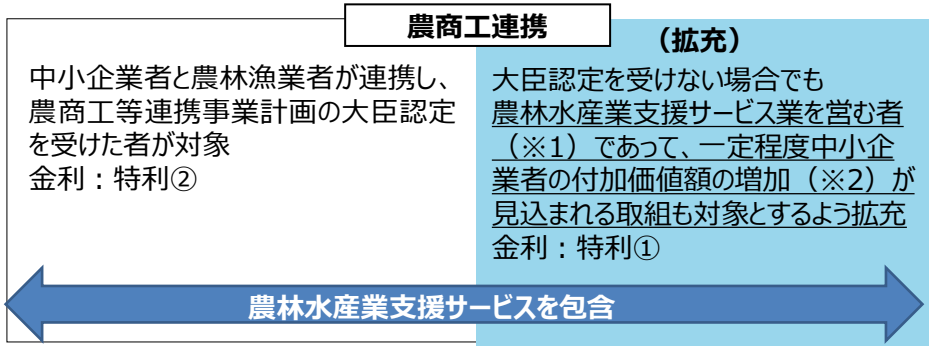 農商工連携
中小企業者と農林漁業者が連携し、
農商工等連携事業計画の大臣認定
を受けた者が対象
金利：特利②
（拡充）
大臣認定を受けない場合でも
農林水産業支援サービス業を営む者
（※1）であって、一定程度中小企
業者の付加価値額の増加（※2）が
見込まれる取組も対象とするよう拡充
金利：特利①
農林水産業支援サービスを包含